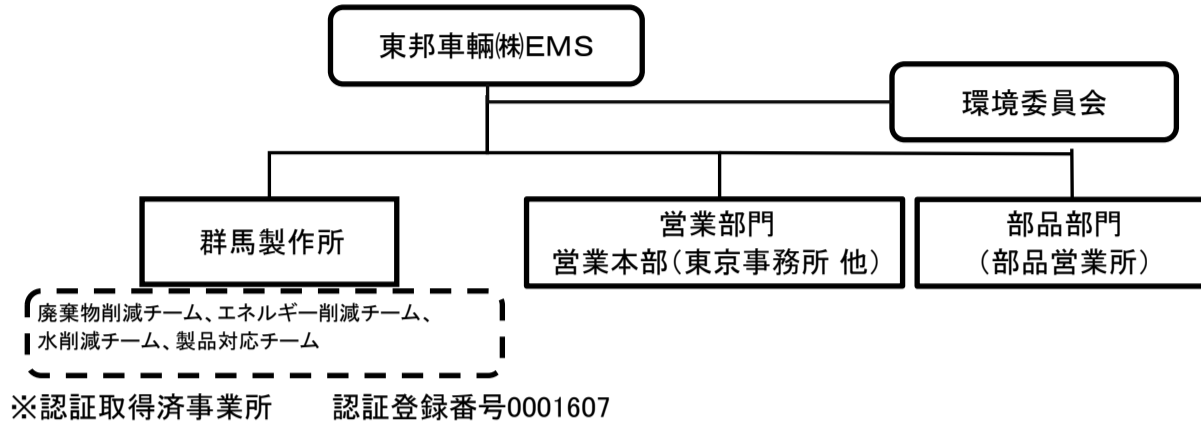 東邦車輛㈱EMS
環境委員会
群馬製作所
営業部門
営業本部(東京事務所 他)
部品部門
(部品営業所)
廃棄物削減チーム、エネルギー削減チーム、
水削減チーム、製品対応チーム
※認証取得済事業所　　認証登録番号0001607